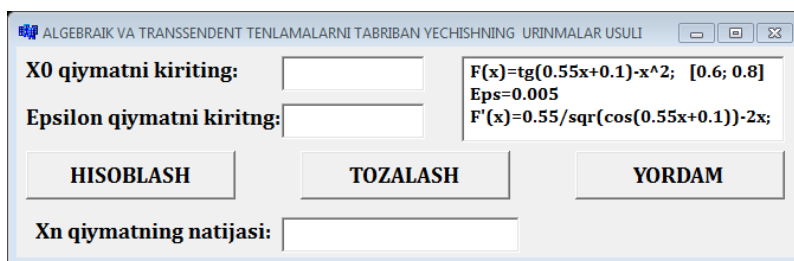 ALGEBRAIK VA TRANSSENDENT TENLAMALARNI TABRIBAN YECHISHNING URINMALAR USULI
X0 qiymatni kiriting:
F(x)=tg(0.55x+0.1)-x^2; [0.6; 0.8]
Eps=0.005
Epsilon qiymatni kiritng:
F'(x)=0.55/sqr(cos(0.55x+0.1))-2x;
HISOBLASH
TOZALASH
YORDAM
Xn qiymatning natijasi: